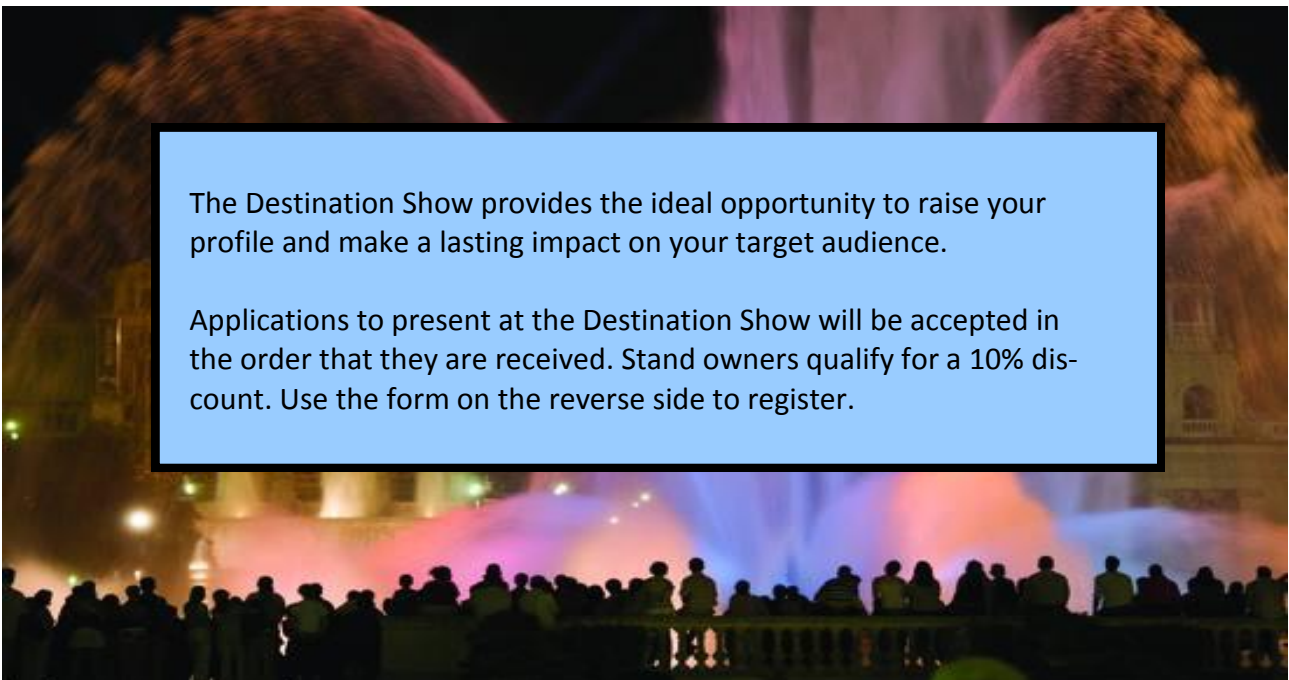 The Destination Show provides the ideal opportunity to raise your
profile and make a lasting impact on your target audience.
Applications to present at the Destination Show will be accepted in
the order that they are received. Stand owners qualify for a 10% dis-
count. Use the form on the reverse side to register.